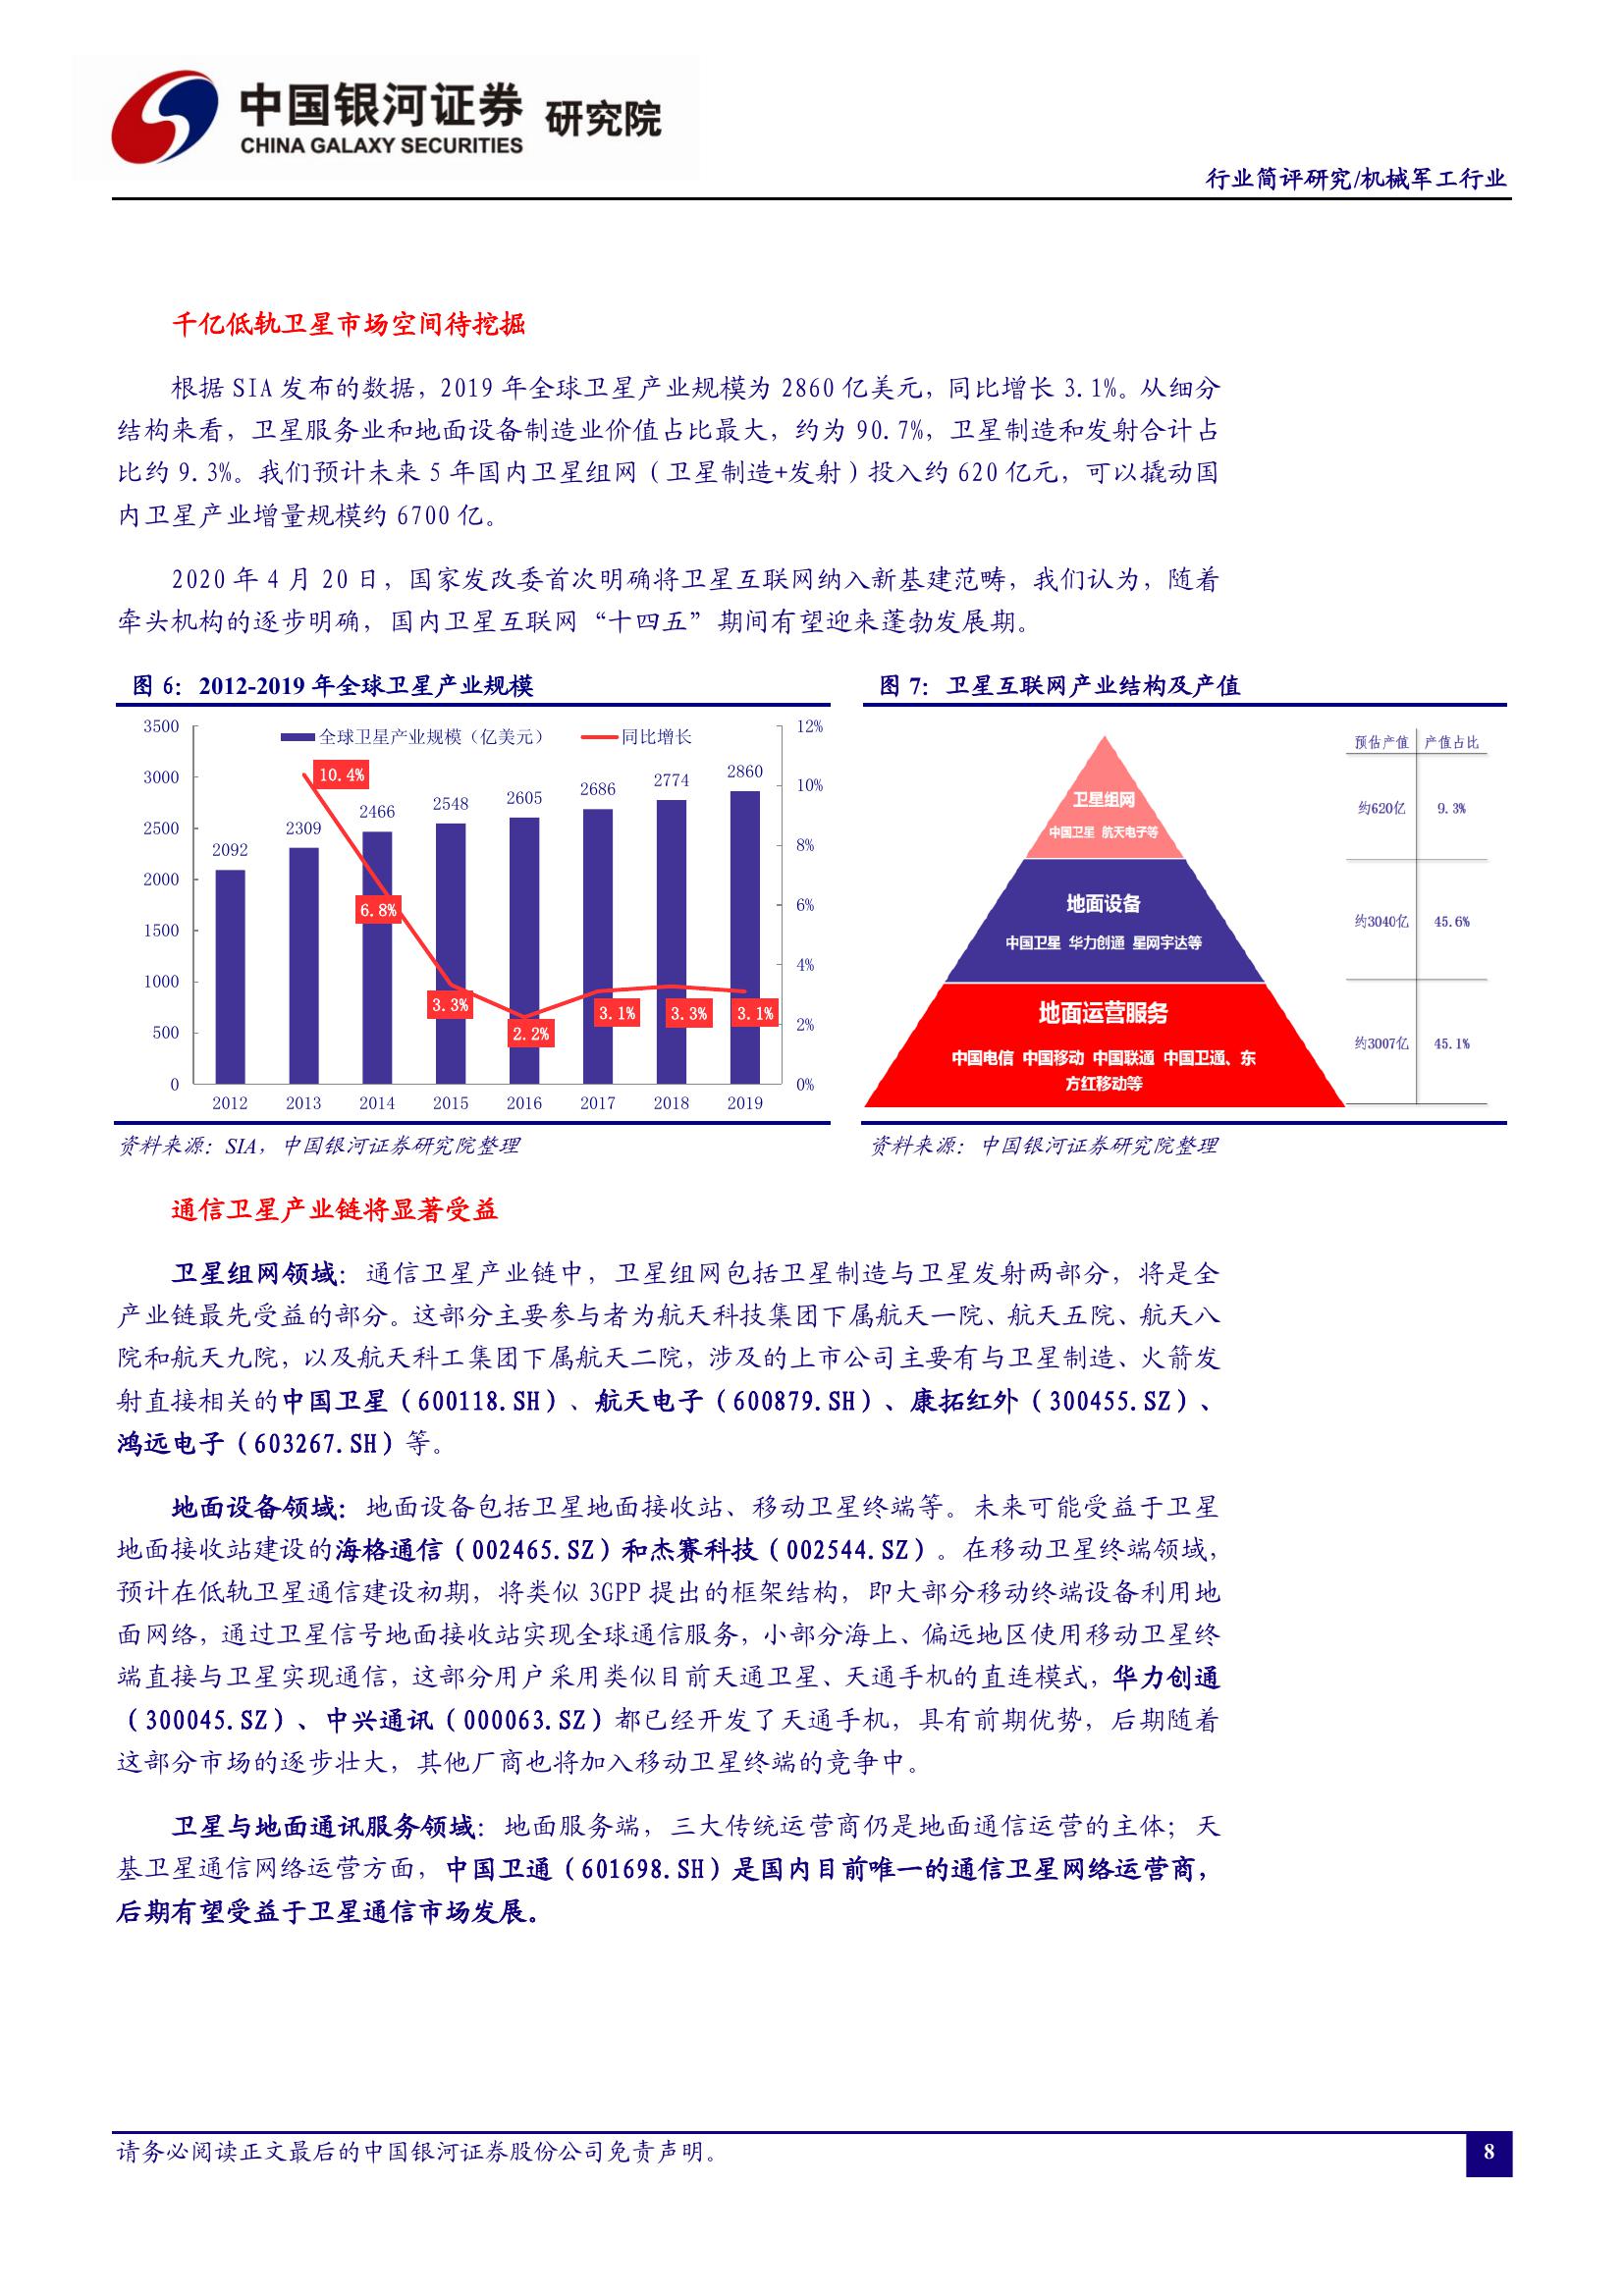 中国银河证券 研究院
CHINA GALAXY SECURITIES
行业简评研究/机械军工行业
千亿低轨卫星市场空间待挖掘
根据 SIA 发布的数据，2019 年全球卫星产业规模为 2860 亿美元，同比增长 3.1%。从细分
结构来看，卫星服务业和地面设备制造业价值占比最大，约为 90.7%，卫星制造和发射合计占
比约 9.3%。我们预计未来 5 年国内卫星组网（卫星制造+发射）投入约 620 亿元，可以撬动国
内卫星产业增量规模约 6700 亿。
2020 年 4 月 20 日，国家发改委首次明确将卫星互联网纳入新基建范畴，我们认为，随着
牵头机构的逐步明确，国内卫星互联网“十四五”期间有望迎来蓬勃发展期。
图 6：2012-2019 年全球卫星产业规模
全球卫星产业规模（亿美元） 同比增长
3500
3000
2500
2000
1500
1000
500
0
12%
10%
8%
6%
4%
2%
0%
2092 2309 2466 2548 2605 2686 2774 2860
10.4% 6.8% 3.3% 2.2% 3.1% 3.3% 3.1%
2012 2013 2014 2015 2016 2017 2018 2019
资料来源：SIA，中国银河证券研究院整理
图 7：卫星互联网产业结构及产值
预估产值 产值占比
卫星组网
中国卫星 航天电子等
约620亿 9.3%
地面设备
中国卫星 华力创通 星网宇达等
约3040亿 45.6%
地面运营服务
中国电信 中国移动 中国联通 中国卫通、东
方红移动等
约3007亿 45.1%
资料来源：中国银河证券研究院整理
通信卫星产业链将显著受益
卫星组网领域：通信卫星产业链中，卫星组网包括卫星制造与卫星发射两部分，将是全
产业链最先受益的部分。这部分主要参与者为航天科技集团下属航天一院、航天五院、航天八
院和航天九院，以及航天科工集团下属航天二院，涉及的上市公司主要有与卫星制造、火箭发
射直接相关的中国卫星（600118.SH）、航天电子（600879.SH）、康拓红外（300455.SZ）、
鸿远电子（603267.SH）等。
地面设备领域：地面设备包括卫星地面接收站、移动卫星终端等。未来可能受益于卫星
地面接收站建设的海格通信（002465.SZ）和杰赛科技（002544.SZ）。在移动卫星终端领域，
预计在低轨卫星通信建设初期，将类似 3GPP 提出的框架结构，即大部分移动终端设备利用地
面网络，通过卫星信号地面接收站实现全球通信服务，小部分海上、偏远地区使用移动卫星终
端直接与卫星实现通信，这部分用户采用类似目前天通卫星、天通手机的直连模式，华力创通
（300045.SZ）、中兴通讯（000063.SZ）都已经开发了天通手机，具有前期优势，后期随着
这部分市场的逐步壮大，其他厂商也将加入移动卫星终端的竞争中。
卫星与地面通讯服务领域：地面服务端，三大传统运营商仍是地面通信运营的主体；天
基卫星通信网络运营方面，中国卫通（601698.SH）是国内目前唯一的通信卫星网络运营商，
后期有望受益于卫星通信市场发展。
请务必阅读正文最后的中国银河证券股份公司免责声明。
8